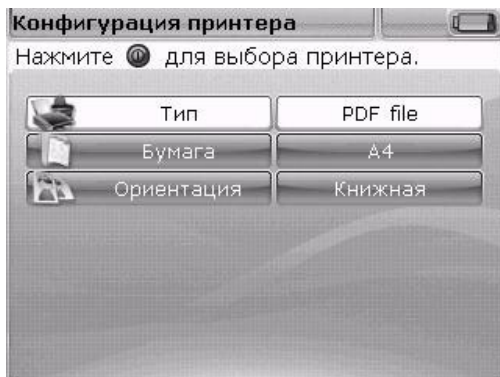 Конфигурация принтера
Нажмите для выбора принтера.
Тип PDF file
Бумага A4
Ориентация Книжная